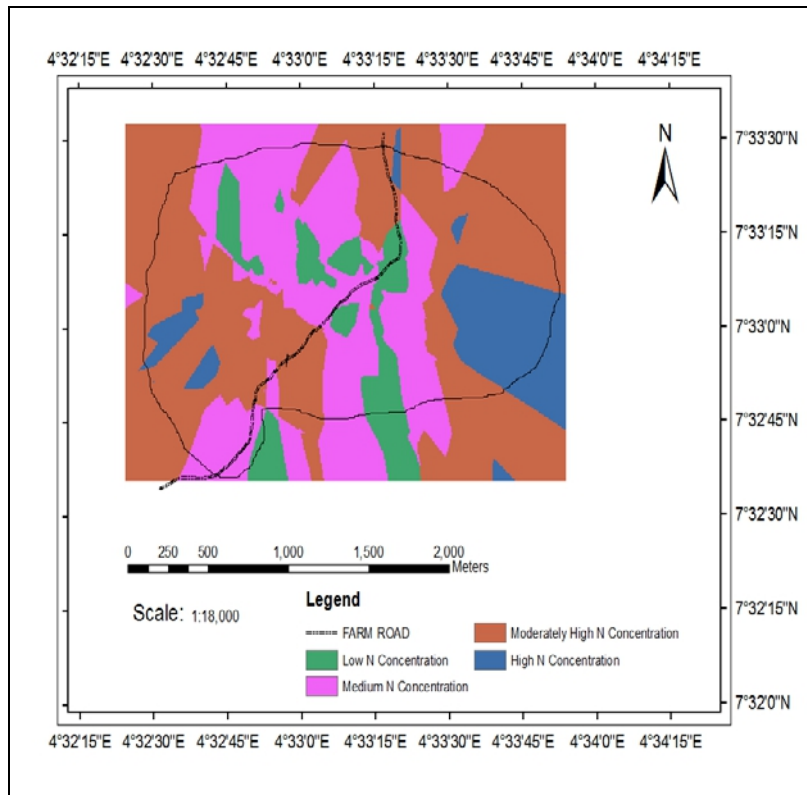 4°32'15"E 4°32'30"E 4°32'45"E 4°33'0"E 4°33'15"E 4°33'30"E 4°33'45"E 4°34'0"E 4°34'15"E
N
7°33'30"N
7°33'15"N
7°33'0"N
7°32'45"N
7°32'30"N
7°32'15"N
7°32'0"N
0 250 500 1,000 1,500 2,000
Meters
Scale: 1:18,000
Legend
FARM ROAD
Low N Concentration
Medium N Concentration
Moderately High N Concentration
High N Concentration
4°32'15"E 4°32'30"E 4°32'45"E 4°33'0"E 4°33'15"E 4°33'30"E 4°33'45"E 4°34'0"E 4°34'15"E